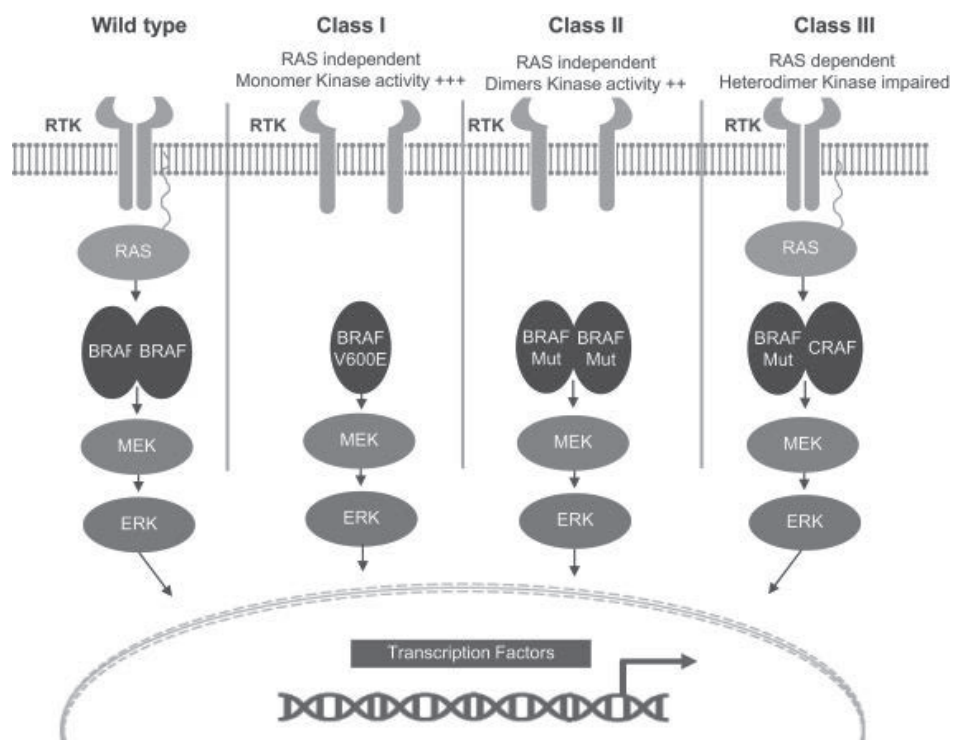 Wild type
Class I
Class II
Class III
RAS independent
Monomer Kinase activity +++
RAS independent
Dimers Kinase activity ++
RAS dependent
Heterodimer Kinase impaired
RTK
RTK
RTK
RTK
RAS
RAS
BRAF BRAF
BRAF
V600E
BRAF BRAF
Mut Mut
BRAF
Mut
CRAF
MEK
MEK
MEK
MEK
ERK
ERK
ERK
ERK
Transcription Factors